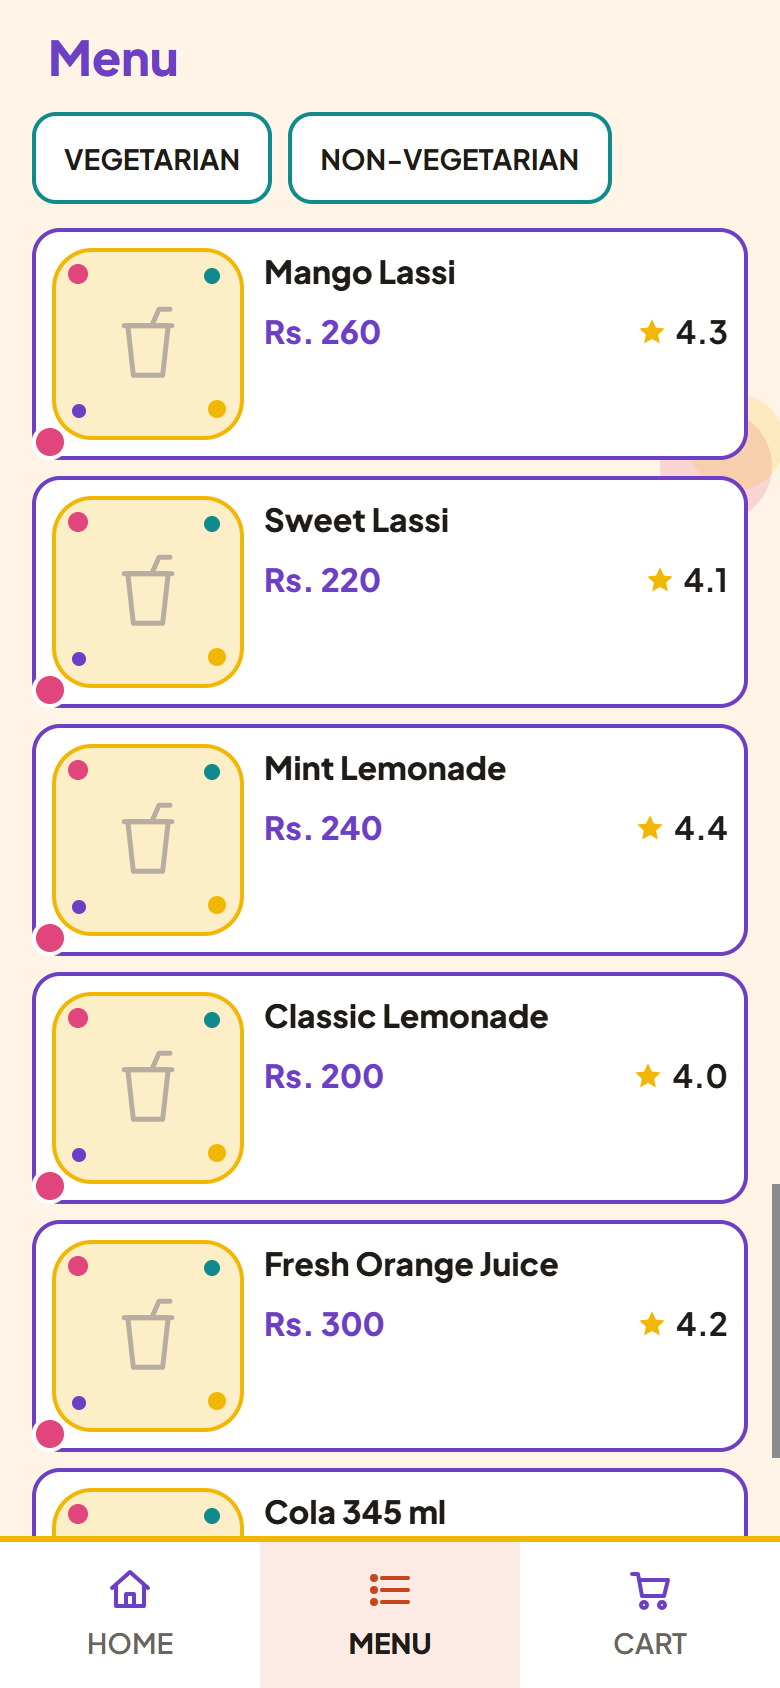 Menu
VEGETARIAN
NON-VEGETARIAN
Mango Lassi
Rs. 260
4.3
Sweet Lassi
Rs. 220
4.1
Mint Lemonade
Rs. 240
4.4
Classic Lemonade
Rs. 200
4.0
Fresh Orange Juice
Rs. 300
4.2
Cola 345 ml
HOME
MENU
CART